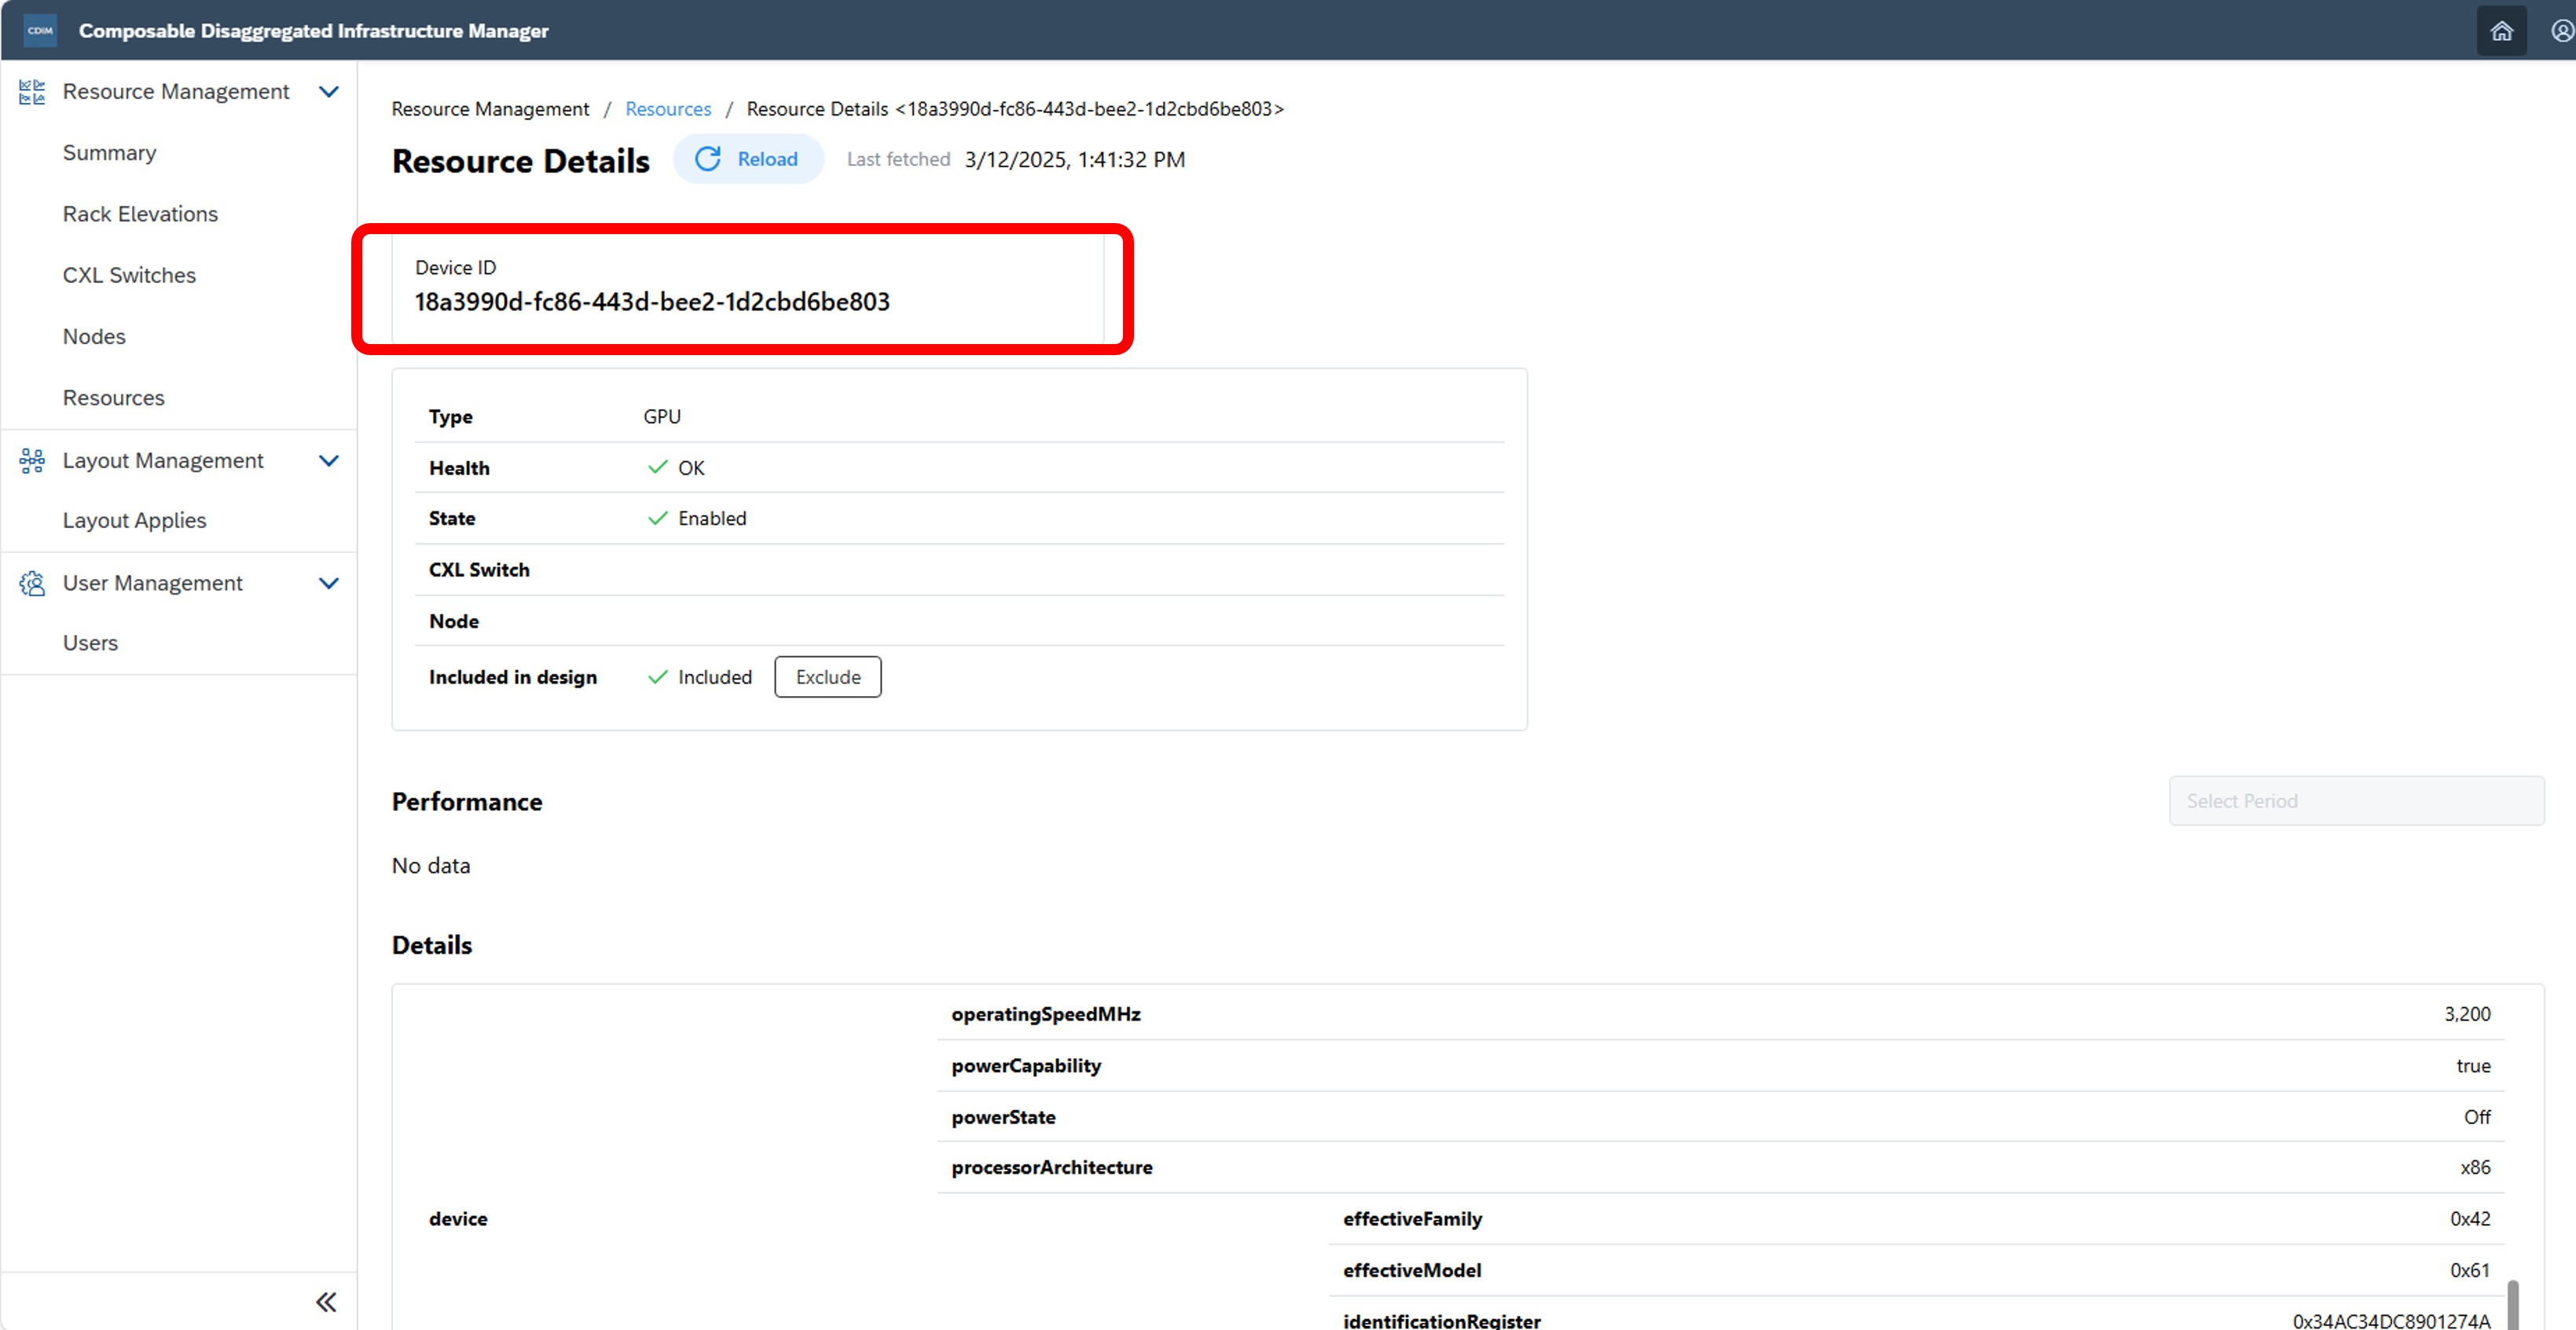 CDIM Composable Disaggregated Infrastructure Manager
Resource Management
Summary
Rack Elevations
CXL Switches
Nodes
Resources
Layout Management
Layout Applies
User Management
Users
Resource Management / Resources / Resource Details <18a3990d-fc86-443d-bee2-1d2cbd6be803>
Resource Details Reload Last fetched 3/12/2025, 1:41:32 PM
Device ID
18a3990d-fc86-443d-bee2-1d2cbd6be803
Type GPU
Health OK
State Enabled
CXL Switch
Node
Included in design Included Exclude
Performance Select Period
No data
Details
operatingSpeedMHz 3,200
powerCapability true
powerState Off
processorArchitecture x86
device effectiveFamily 0x42
effectiveModel 0x61
identificationRegister 0x34AC34DC8901274A